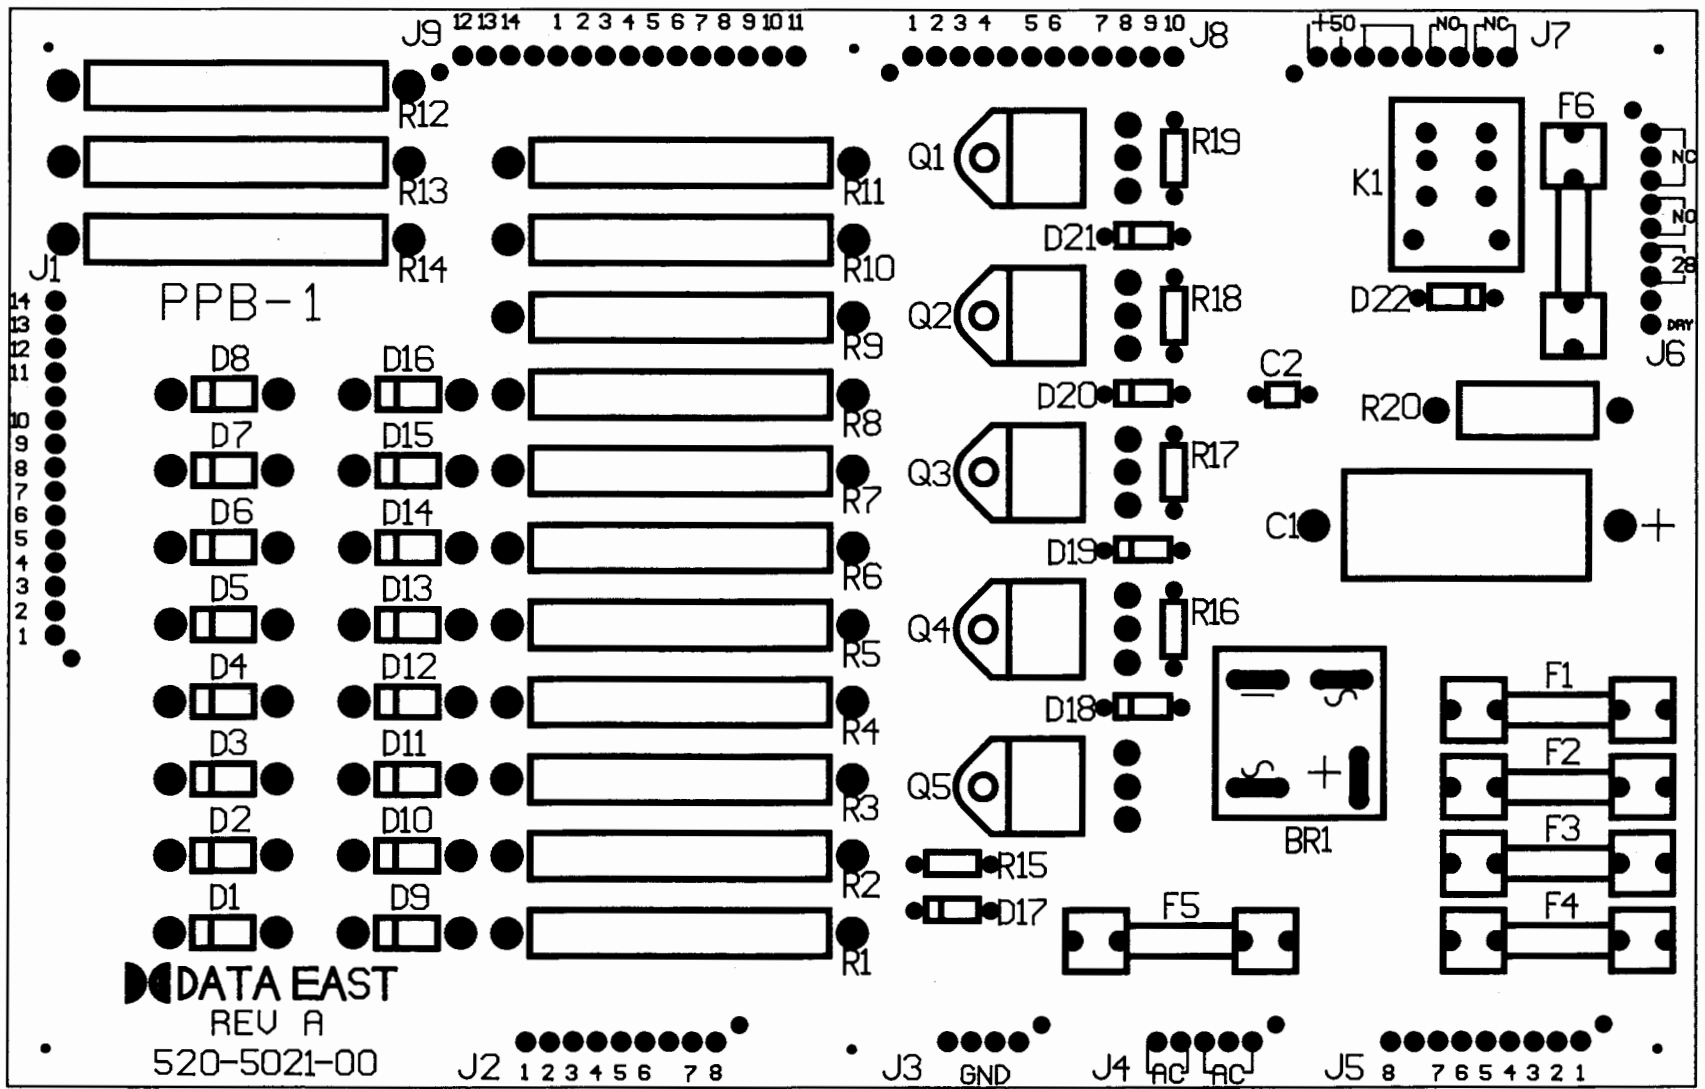 J9 12 13 14 1 2 3 4 5 6 7 8 9 10 11
1 2 3 4 5 6 7 8 9 10 J8
+50 NO NC J7
R12
R13
R14
J1
14
13
12
11
10
9
8
7
6
5
4
3
2
1
PPB-1
D8 D16
D7 D15
D6 D14
D5 D13
D4 D12
D3 D11
D2 D10
D1 D9
DATA EAST
REV A
520-5021-00
R11
R10
R9
R8
R7
R6
R5
R4
R3
R2
R1
Q1 R19
D21
Q2 R18
D20
Q3 R17
D19
Q4 R16
D18
Q5
R15
D17
K1
F6
D22
NC
NO
28
DRY
J6
C2
R20
C1 +
- S
S +
BR1
F1
F2
F3
F4
F5
J2 1 2 3 4 5 6 7 8
J3 GND
J4 AC AC
J5 8 7 6 5 4 3 2 1